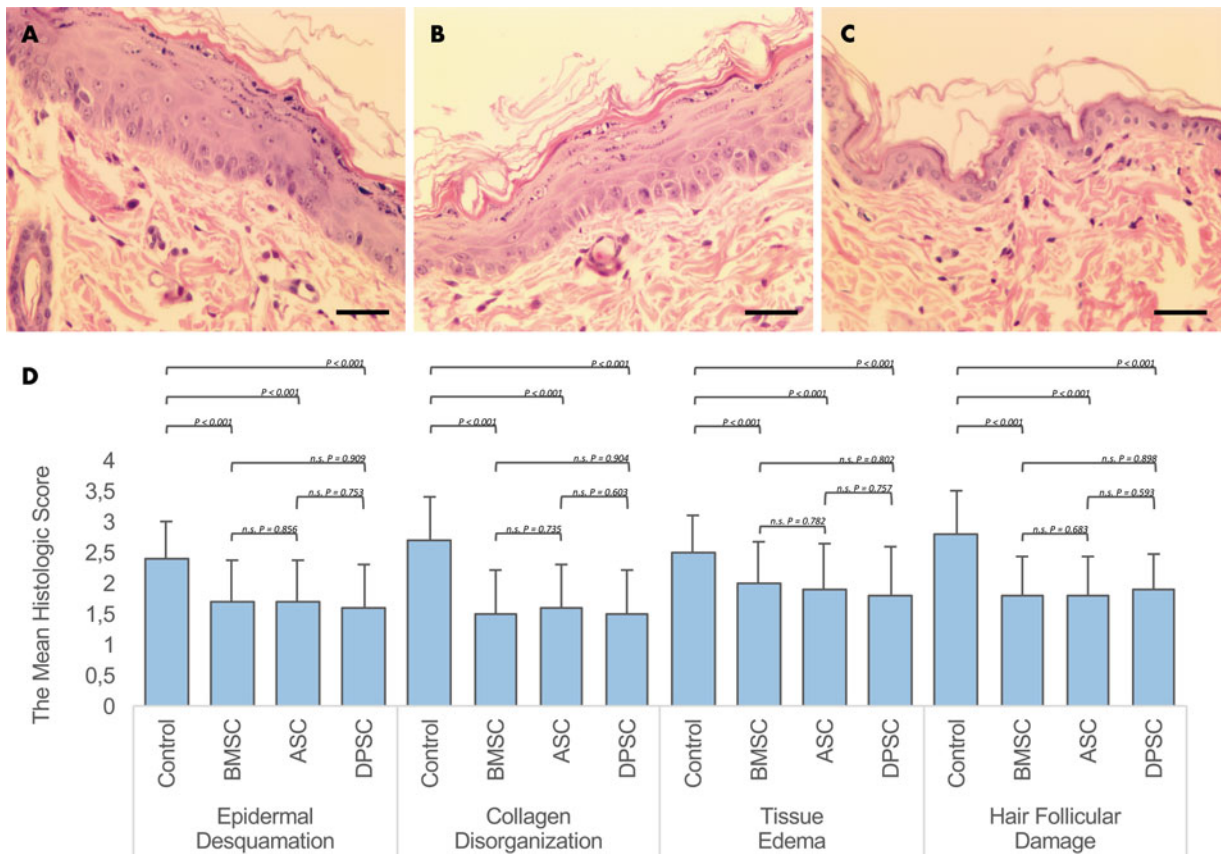 A
B
C
D
P < 0.001 P < 0.001 P < 0.001 P < 0.001
P < 0.001 P < 0.001 P < 0.001 P < 0.001
P < 0.001 P < 0.001 P < 0.001 P < 0.001
n.s. P = 0.909 n.s. P = 0.904 n.s. P = 0.802 n.s. P = 0.898
n.s. P = 0.753 n.s. P = 0.603 n.s. P = 0.757 n.s. P = 0.593
n.s. P = 0.856 n.s. P = 0.735 n.s. P = 0.782 n.s. P = 0.683
The Mean Histologic Score
4
3,5
3
2,5
2
1,5
1
0,5
0
Control BMSC ASC DPSC Control BMSC ASC DPSC Control BMSC ASC DPSC Control BMSC ASC DPSC
Epidermal Collagen Tissue Hair Follicular
Desquamation Disorganization Edema Damage